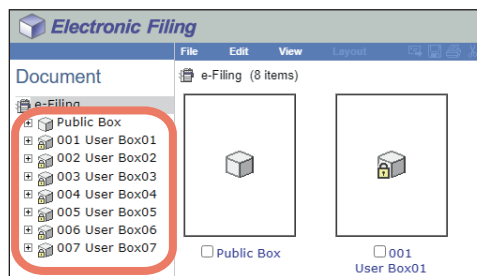 Electronic Filing
File Edit View Layout
Document
e-Filing (8 items)
e-Filing
Public Box
001 User Box01
002 User Box02
003 User Box03
004 User Box04
005 User Box05
006 User Box06
007 User Box07
Public Box
001
User Box01